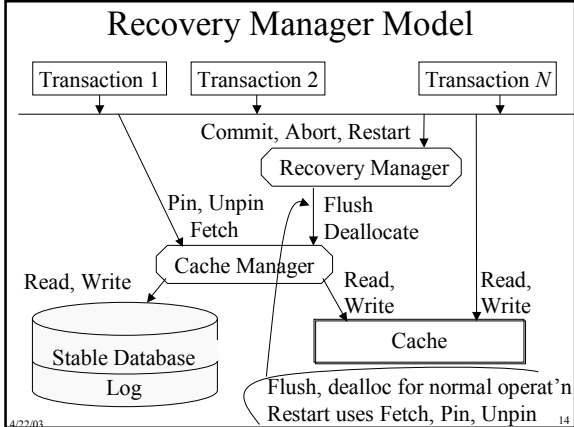 Recovery Manager Model
Transaction 1
Transaction 2
Transaction N
Commit, Abort, Restart
Recovery Manager
Pin, Unpin
Fetch
Flush
Deallocate
Cache Manager
Read, Write
Read,
Write
Read,
Write
Stable Database
Log
Cache
Flush, dealloc for normal operat'n
Restart uses Fetch, Pin, Unpin
4/22/03
14